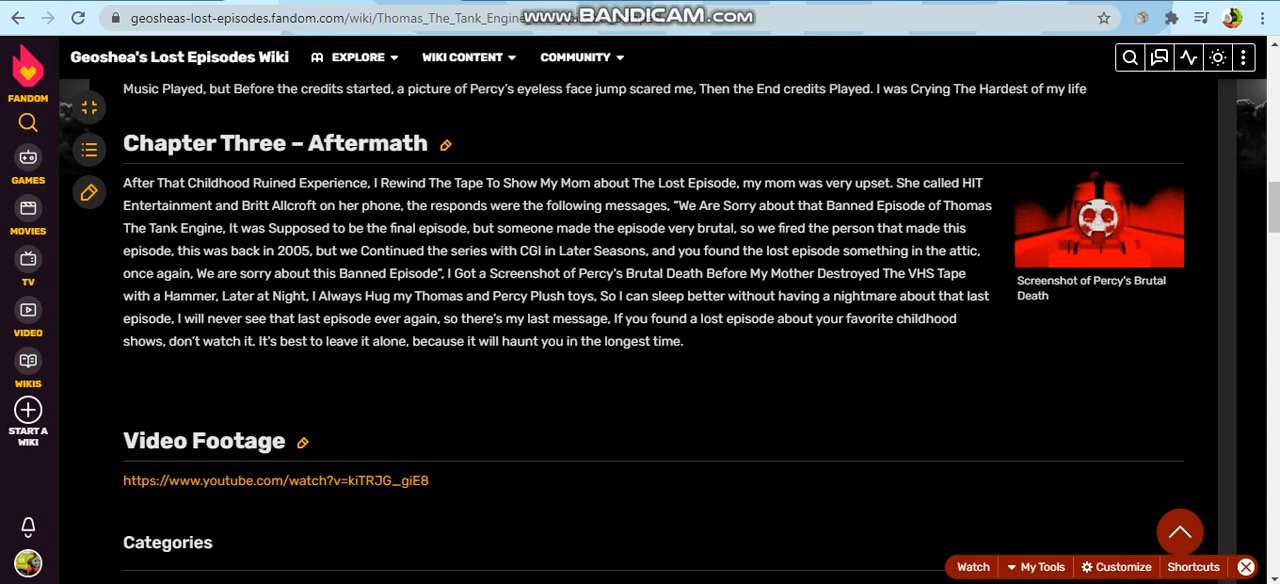 geosheas-lost-episodes.fandom.com/wiki/Thomas_The_Tank_Engine
www.BANDICAM.com
Geoshea's Lost Episodes Wiki
EXPLORE
WIKI CONTENT
COMMUNITY
FANDOM
GAMES
MOVIES
TV
VIDEO
WIKIS
START A
WIKI
Music Played, but Before the credits started, a picture of Percy's eyeless face jump scared me, Then the End credits Played. I was Crying The Hardest of my life
Chapter Three – Aftermath
After That Childhood Ruined Experience, I Rewind The Tape To Show My Mom about The Lost Episode, my mom was very upset. She called HIT
Entertainment and Britt Allcroft on her phone, the responds were the following messages, “We Are Sorry about that Banned Episode of Thomas
The Tank Engine, It was Supposed to be the final episode, but someone made the episode very brutal, so we fired the person that made this
episode, this was back in 2005, but we Continued the series with CGI in Later Seasons, and you found the lost episode something in the attic,
once again, We are sorry about this Banned Episode“, I Got a Screenshot of Percy's Brutal Death Before My Mother Destroyed The VHS Tape
with a Hammer, Later at Night, I Always Hug my Thomas and Percy Plush toys, So I can sleep better without having a nightmare about that last
episode, I will never see that last episode ever again, so there's my last message, If you found a lost episode about your favorite childhood
shows, don't watch it. It's best to leave it alone, because it will haunt you in the longest time.
Screenshot of Percy's Brutal
Death
Video Footage
https://www.youtube.com/watch?v=kiTRJG_giE8
Categories
Watch
My Tools
Customize
Shortcuts